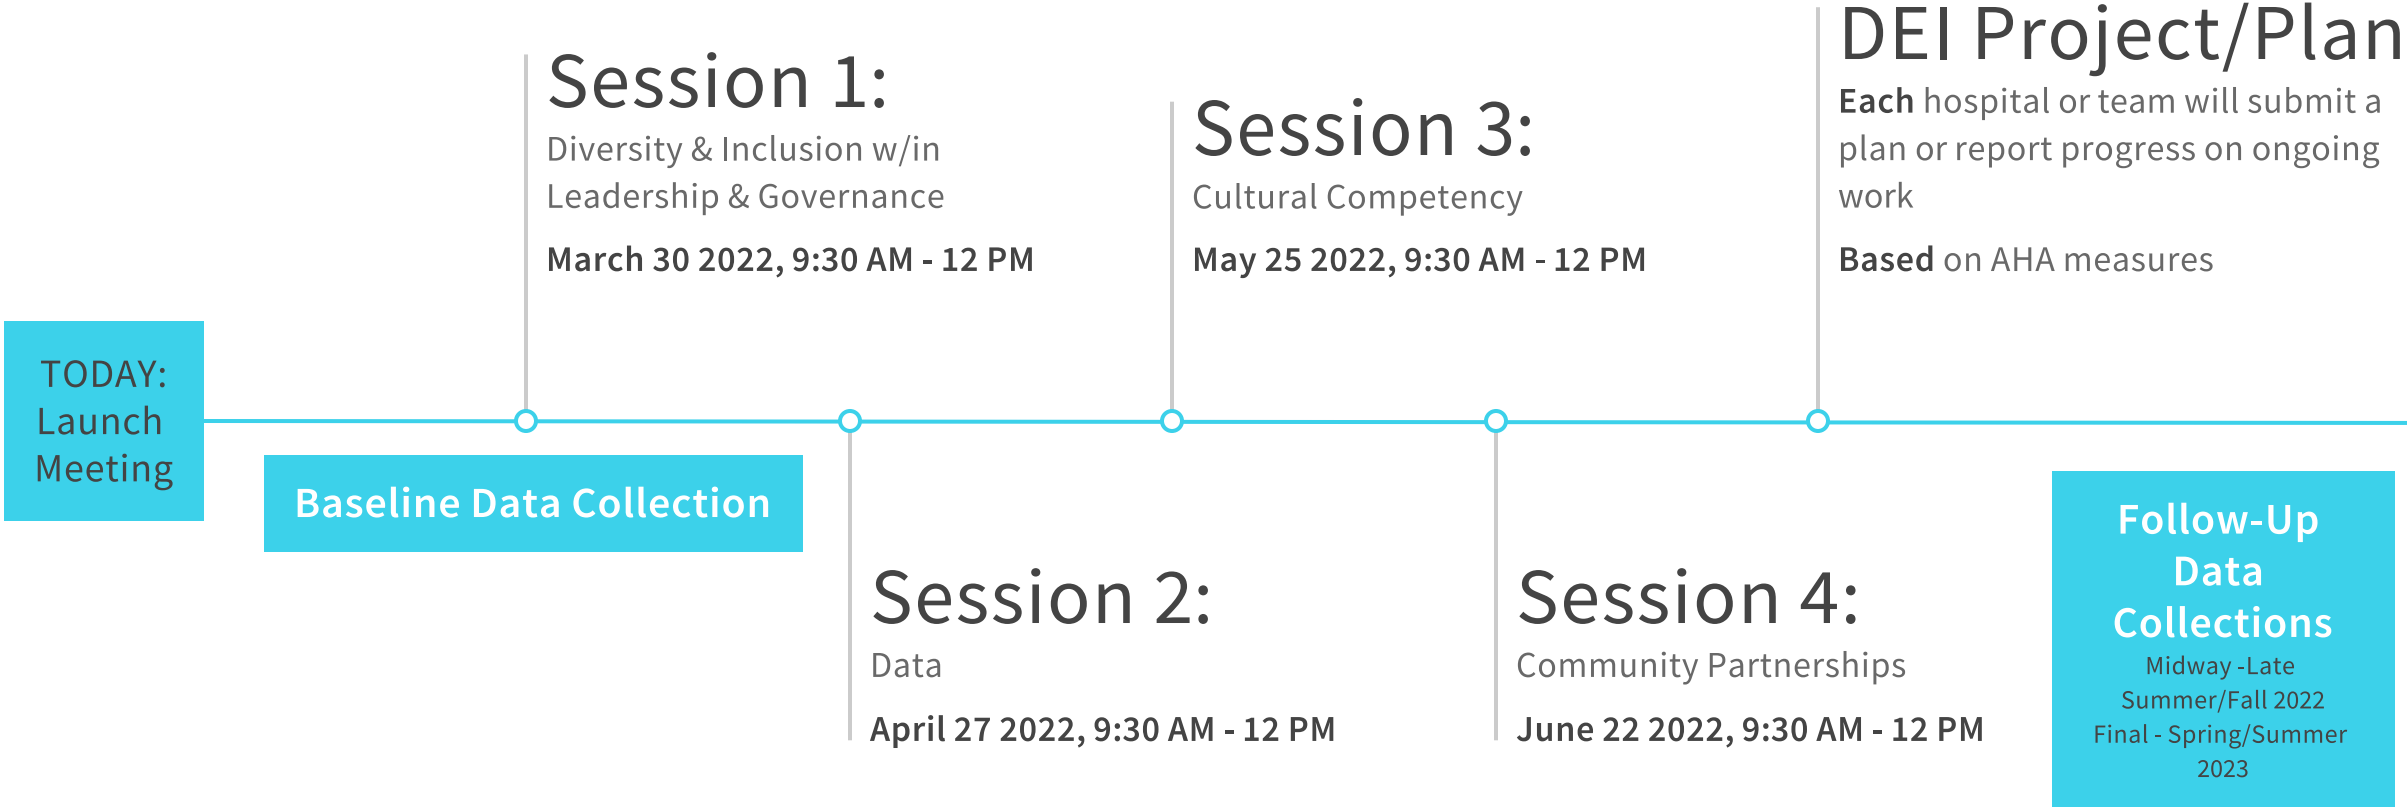 TODAY:
Launch
Meeting
Session 1:
Diversity & Inclusion w/in
Leadership & Governance
March 30 2022, 9:30 AM - 12 PM
Baseline Data Collection
Session 2:
Data
April 27 2022, 9:30 AM - 12 PM
Session 3:
Cultural Competency
May 25 2022, 9:30 AM - 12 PM
Session 4:
Community Partnerships
June 22 2022, 9:30 AM - 12 PM
DEI Project/Plan
Each hospital or team will submit a
plan or report progress on ongoing
work
Based on AHA measures
Follow-Up
Data
Collections
Midway -Late
Summer/Fall 2022
Final - Spring/Summer
2023